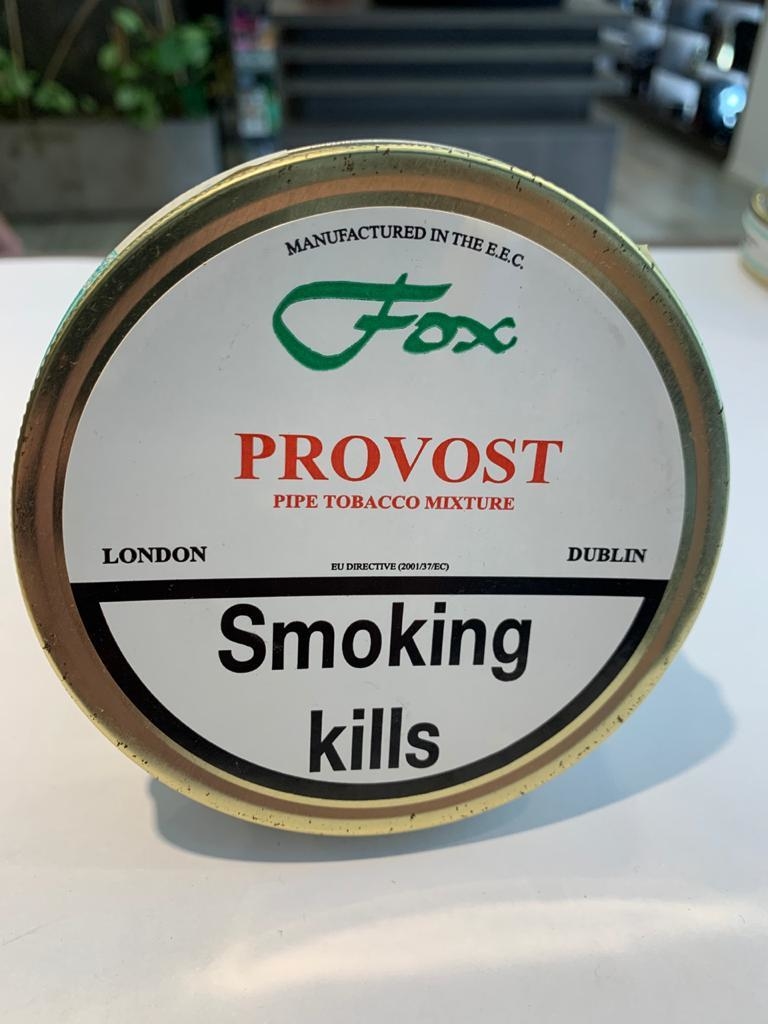 MANUFACTURED IN THE E.E.C.
Fox
PROVOST
PIPE TOBACCO MIXTURE
LONDON
EU DIRECTIVE (2001/37/EC)
DUBLIN
Smoking
kills